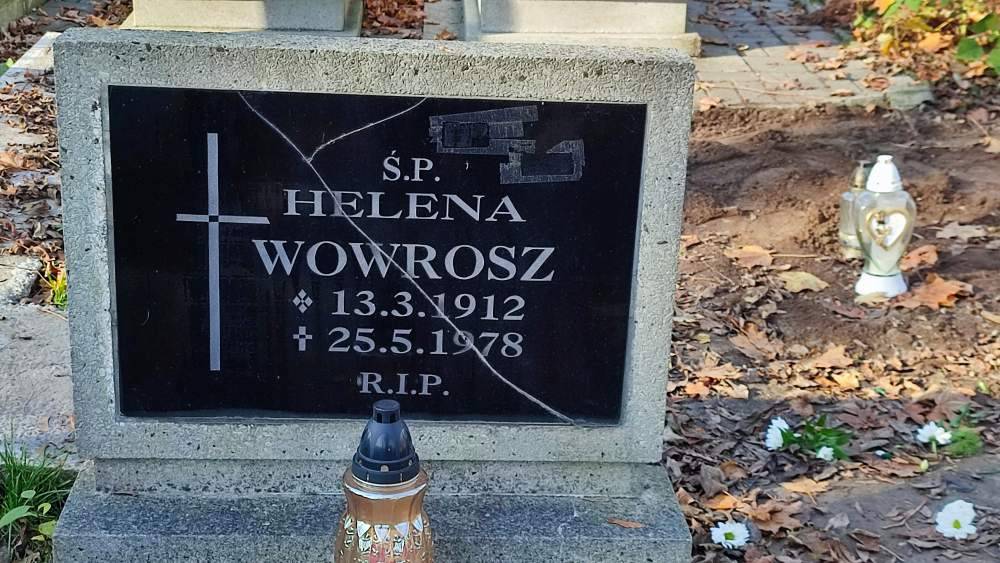 Ś.P.
HELENA
WOWROSZ
13.3.1912
25.5.1978
R.I.P.